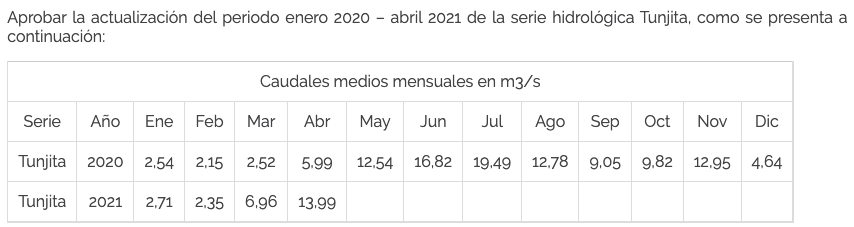 Aprobar la actualización del periodo enero 2020 – abril 2021 de la serie hidrológica Tunjita, como se presenta a
continuación:
Caudales medios mensuales en m3/s
Serie Año Ene Feb Mar Abr May Jun Jul Ago Sep Oct Nov Dic
Tunjita 2020 2,54 2,15 2,52 5,99 12,54 16,82 19,49 12,78 9,05 9,82 12,95 4,64
Tunjita 2021 2,71 2,35 6,96 13,99